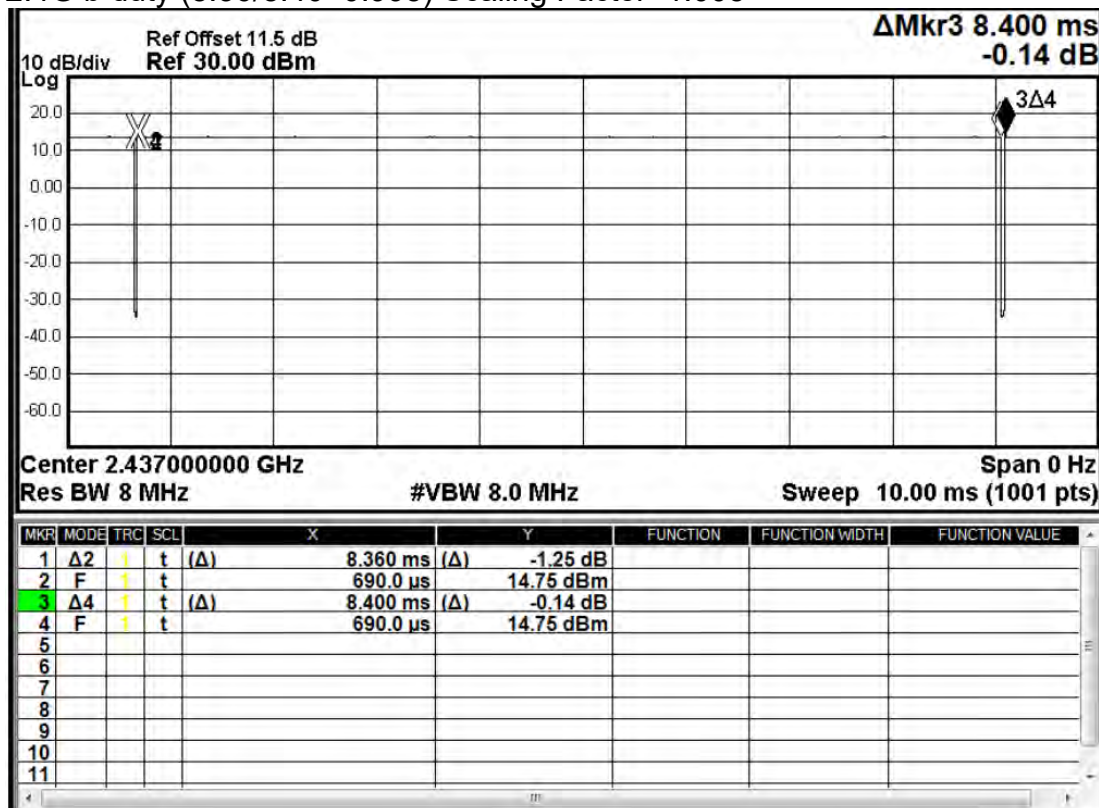 ΔMkr3 8.400 ms
Ref Offset 11.5 dB
10 dB/div Ref 30.00 dBm -0.14 dB
Log
3Δ4
20.0
10.0
0.00
-10.0
-20.0
-30.0
-40.0
-50.0
-60.0
Center 2.437000000 GHz Span 0 Hz
Res BW 8 MHz #VBW 8.0 MHz Sweep 10.00 ms (1001 pts)
MKR MODE TRC SCL X Y FUNCTION FUNCTION WIDTH FUNCTION VALUE
1 Δ2 1 t (Δ) 8.360 ms (Δ) -1.25 dB
2 F 1 t 690.0 µs 14.75 dBm
3 Δ4 1 t (Δ) 8.400 ms (Δ) -0.14 dB
4 F 1 t 690.0 µs 14.75 dBm
5
6
7
8
9
10
11